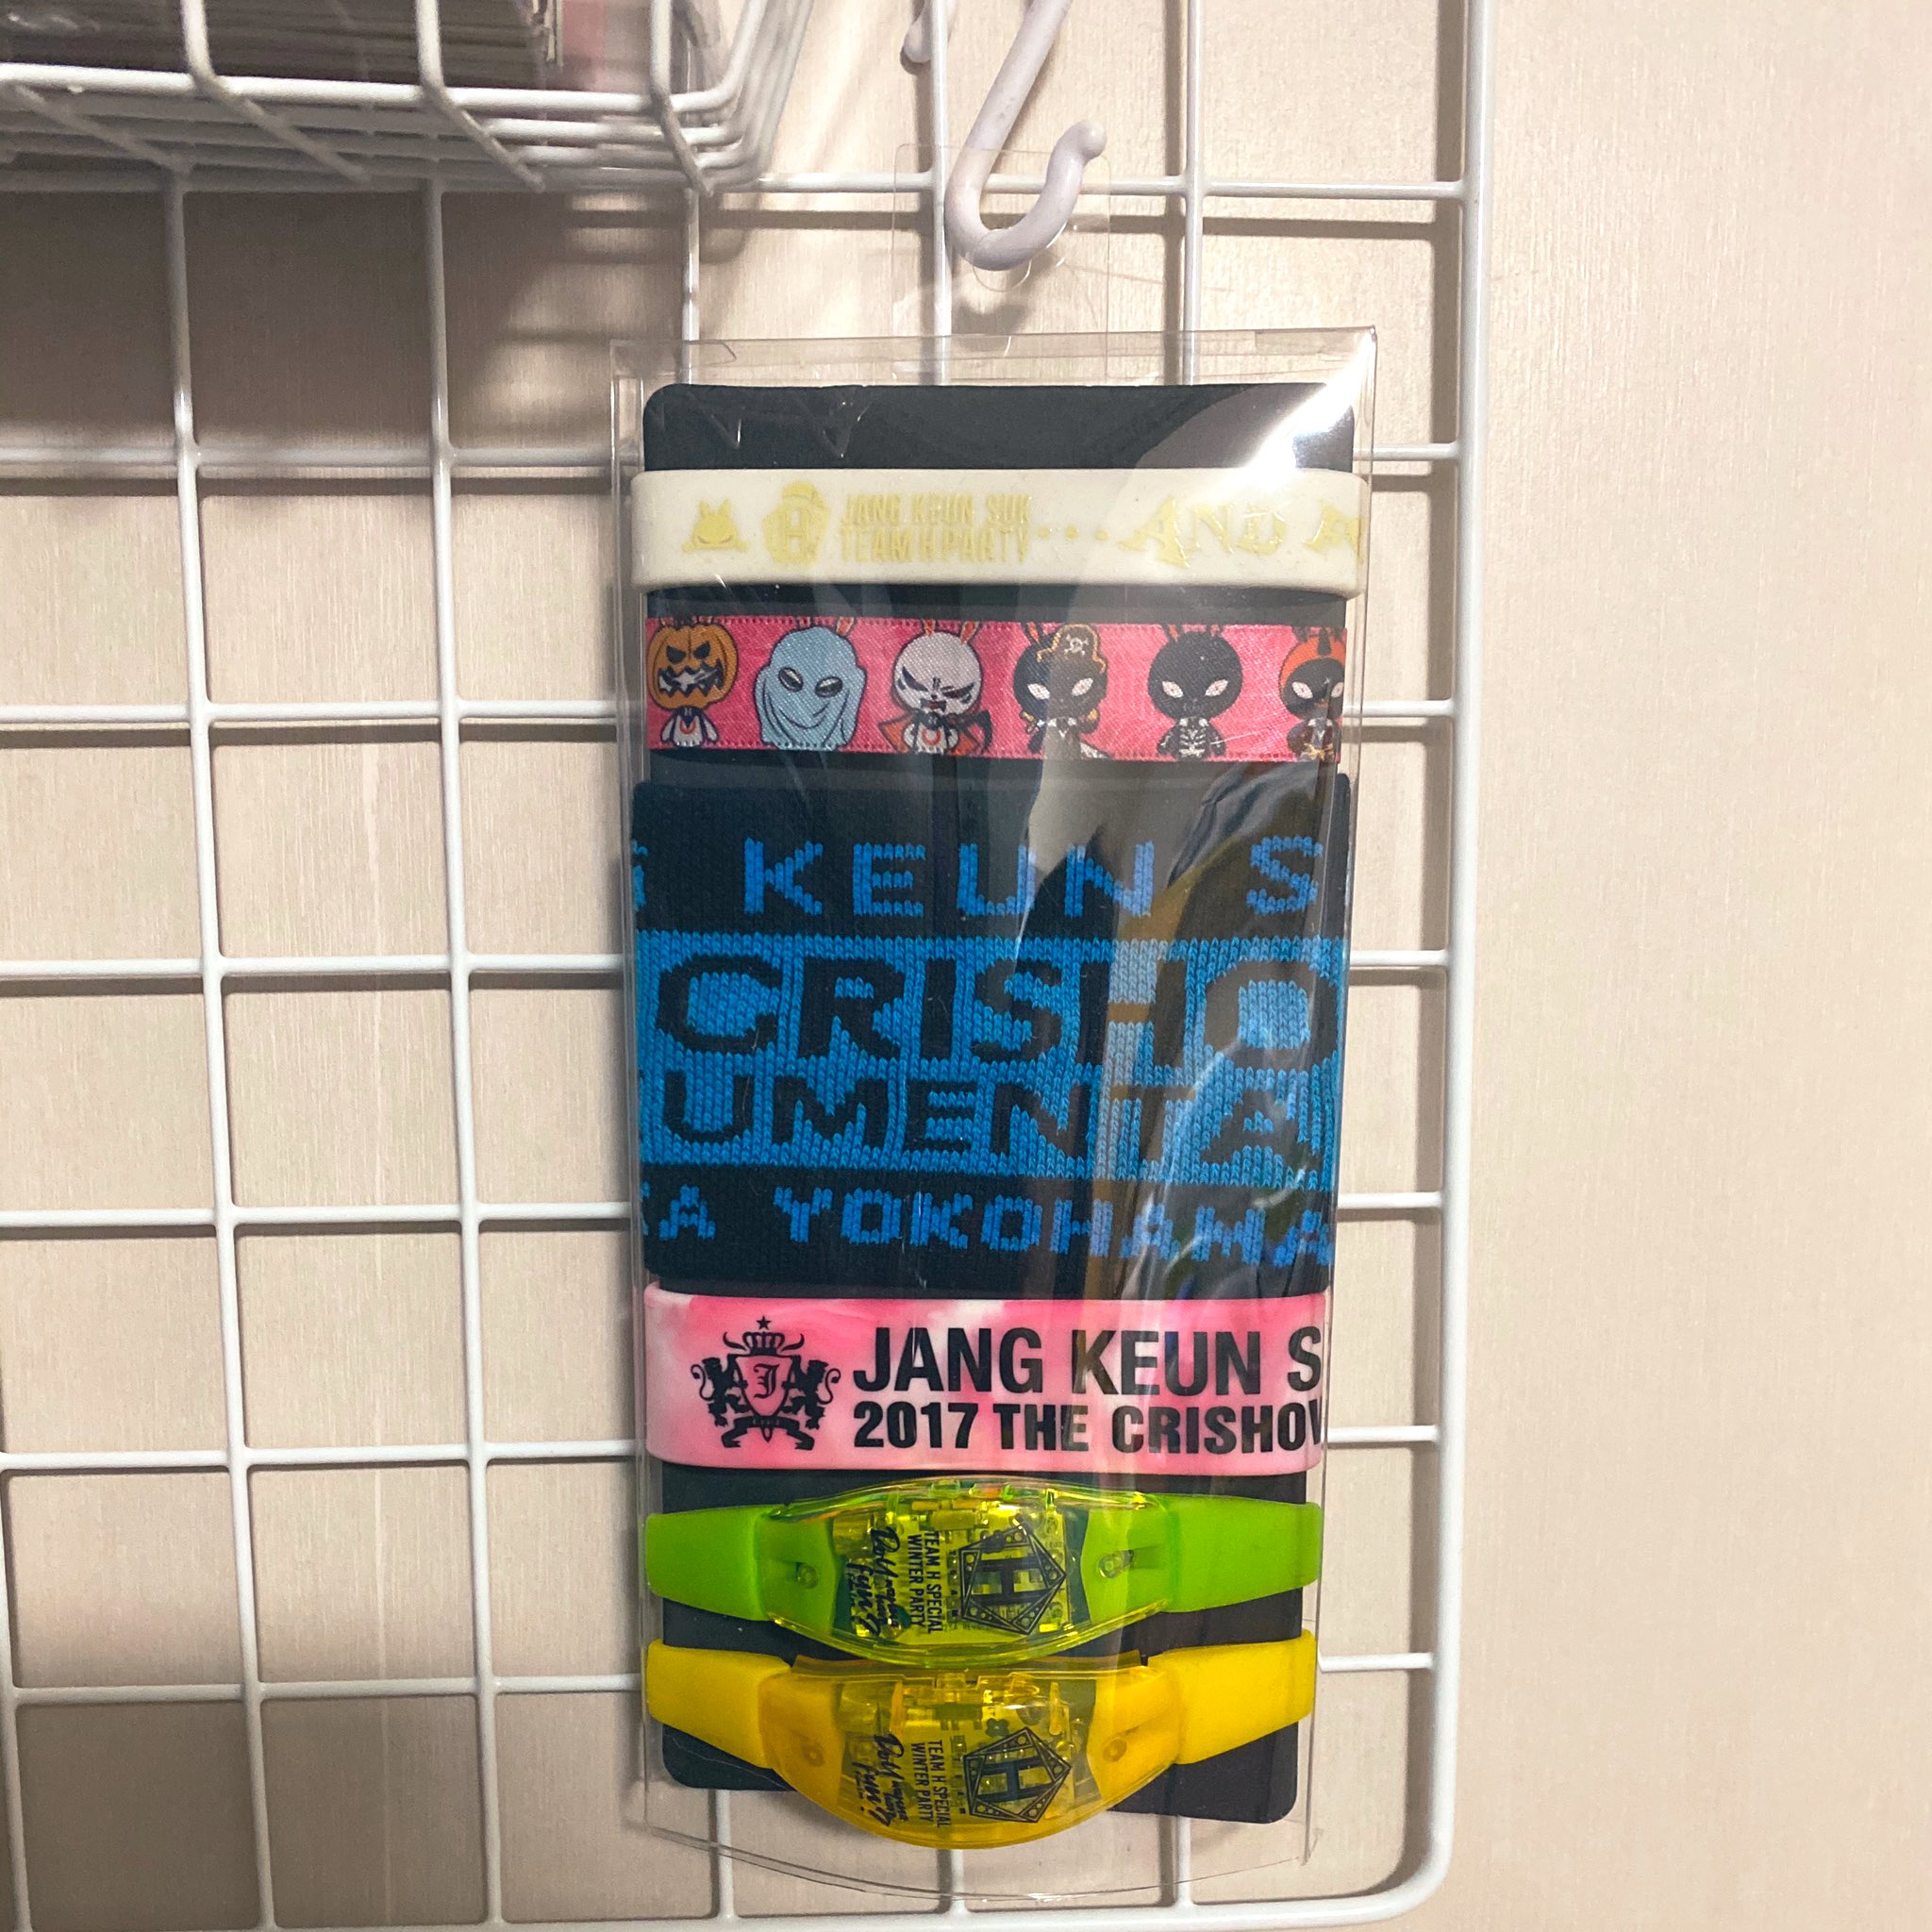 H
JANG KEUN SUK
TEAM H PARTY
AND
KEUN S
CRISHO
UMENTA
A YOKOHAMA
J
JANG KEUN S
2017 THE CRISHOW
TEAM H SPECIAL
WINTER PARTY
H
TEAM H SPECIAL
WINTER PARTY
H